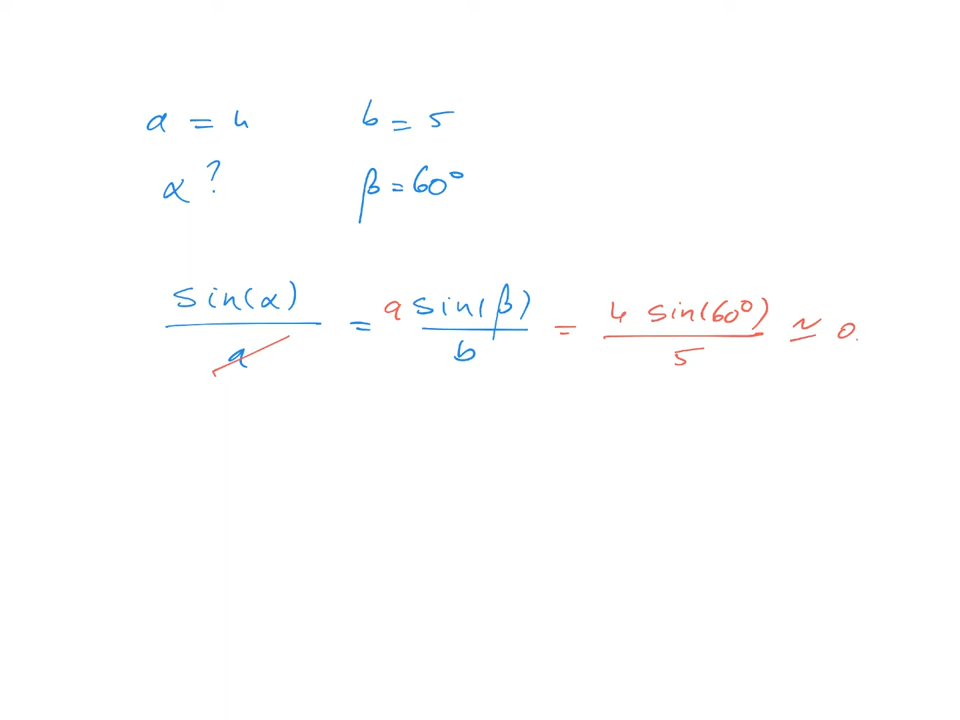 a = 4 b = 5
α ? β = 60°
sin(α) / a = a sin(β) / b = 4 sin(60°) / 5 ≃ 0.